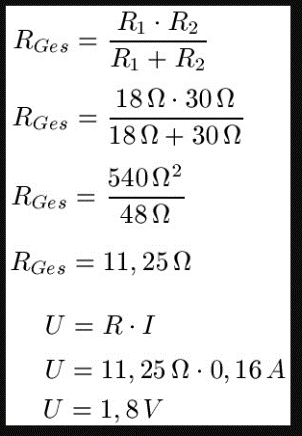 R_Ges = (R_1 · R_2) / (R_1 + R_2)
R_Ges = (18 Ω · 30 Ω) / (18 Ω + 30 Ω)
R_Ges = 540 Ω² / 48 Ω
R_Ges = 11,25 Ω
U = R · I
U = 11,25 Ω · 0,16 A
U = 1,8 V